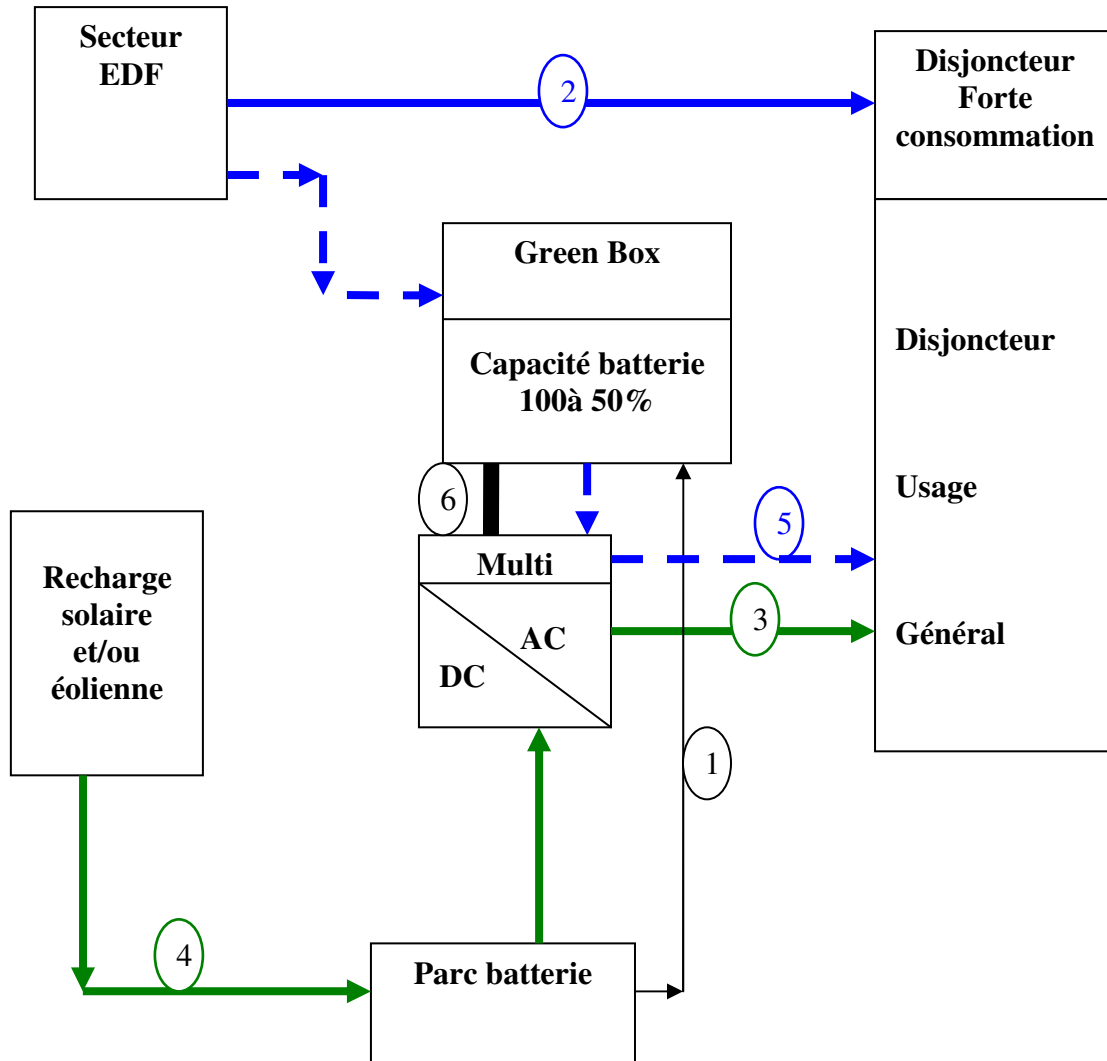 Secteur
EDF
2
Disjoncteur
Forte
consommation
Green Box
Capacité batterie
100à 50%
Disjoncteur
Usage
Général
6
5
Multi
AC
DC
3
Recharge
solaire
et/ou
éolienne
1
4
Parc batterie